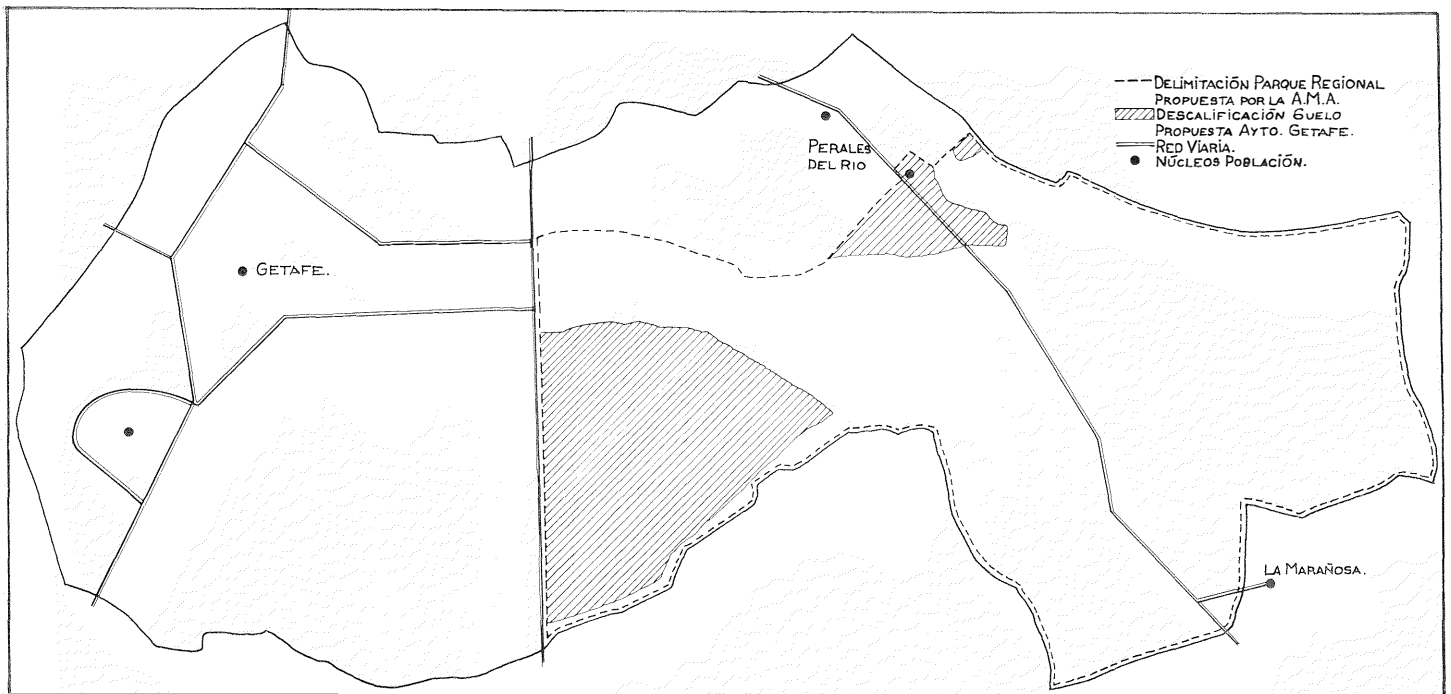 DELIMITACIÓN PARQUE REGIONAL
PROPUESTA POR LA A.M.A.
DESCALIFICACIÓN SUELO
PROPUESTA AYTO. GETAFE.
RED VIARIA.
NÚCLEOS POBLACIÓN.
PERALES
DEL RIO
GETAFE.
LA MARAÑOSA.